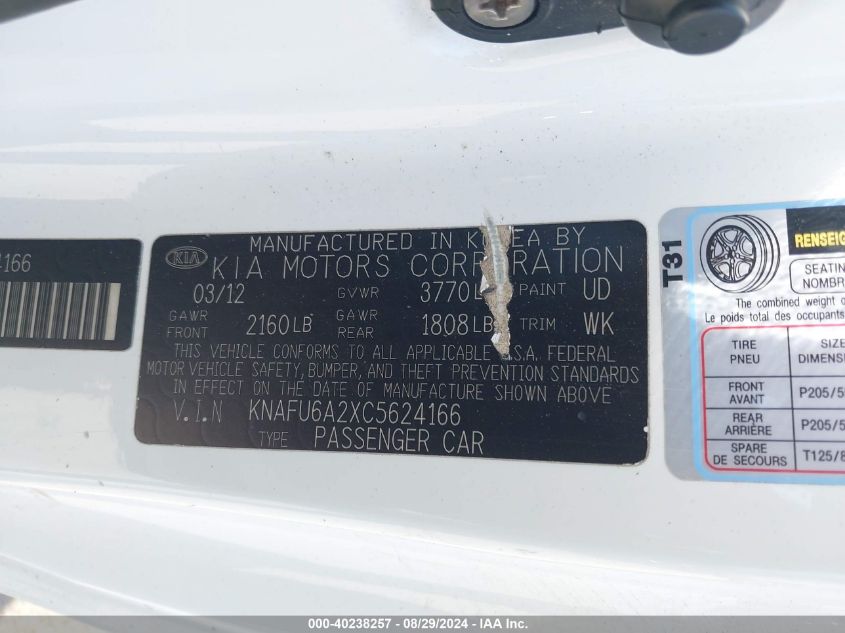 4166
MANUFACTURED IN KOREA BY
KIA
KIA MOTORS CORPORATION
03/12 GVWR 3770L PAINT UD
GAWR FRONT 2160LB GAWR REAR 1808LB TRIM WK
THIS VEHICLE CONFORMS TO ALL APPLICABLE U.S.A. FEDERAL
MOTOR VEHICLE SAFETY, BUMPER, AND THEFT PREVENTION STANDARDS
IN EFFECT ON THE DATE OF MANUFACTURE SHOWN ABOVE
V.I.N KNAFU6A2XC5624166
TYPE PASSENGER CAR
T31
RENSEIG
SEATIN
NOMBR
The combined weight o
Le poids total des occupants
TIRE SIZE
PNEU DIMENSI
FRONT
AVANT P205/5
REAR
ARRIÈRE P205/5
SPARE
DE SECOURS T125/8
000-40238257 - 08/29/2024 - IAA Inc.